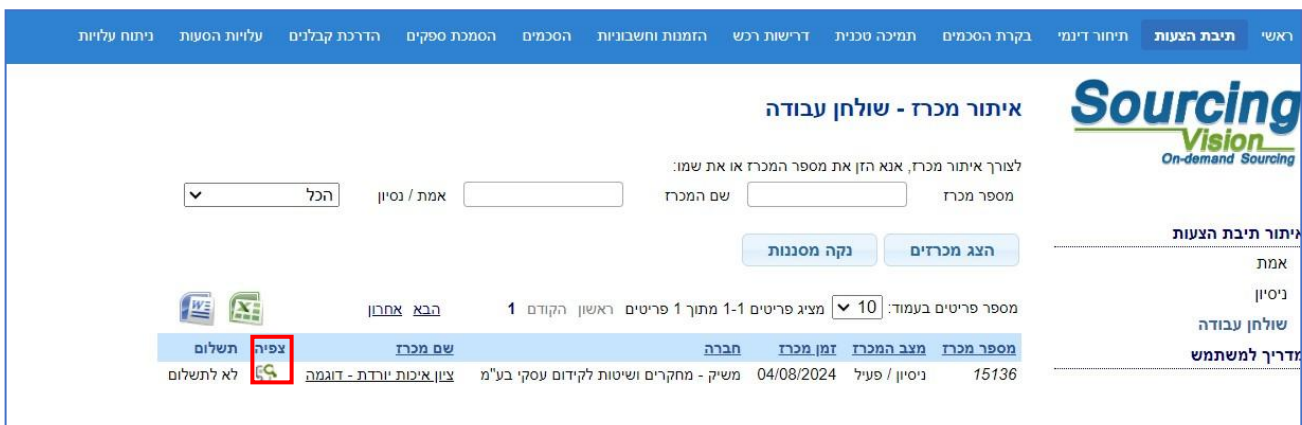 ראשי תיבת הצעות תיחור דינמי בקרת הסכמים תמיכה טכנית דרישות רכש הזמנות וחשבוניות הסכמים הסמכת ספקים הדרכת קבלנים עלויות הסעות ניתוח עלויות
Sourcing
Vision
On-demand Sourcing
איתור תיבת הצעות
אמת
ניסיון
שולחן עבודה
מדריך למשתמש
איתור מכרז - שולחן עבודה
לצורך איתור מכרז, אנא הזן את מספר המכרז או את שמו:
מספר מכרז שם המכרז אמת / נסיון הכל
הצג מכרזים נקה מסננות
מספר פריטים בעמוד: 10 מציג פריטים 1-1 מתוך 1 פריטים ראשון הקודם 1 הבא אחרון
מספר מכרז מצב המכרז זמן מכרז חברה שם מכרז צפיה תשלום
15136 ניסיון / פעיל 04/08/2024 משיק - מחקרים ושיטות לקידום עסקי בע"מ ציון איכות יורדת - דוגמה לא לתשלום